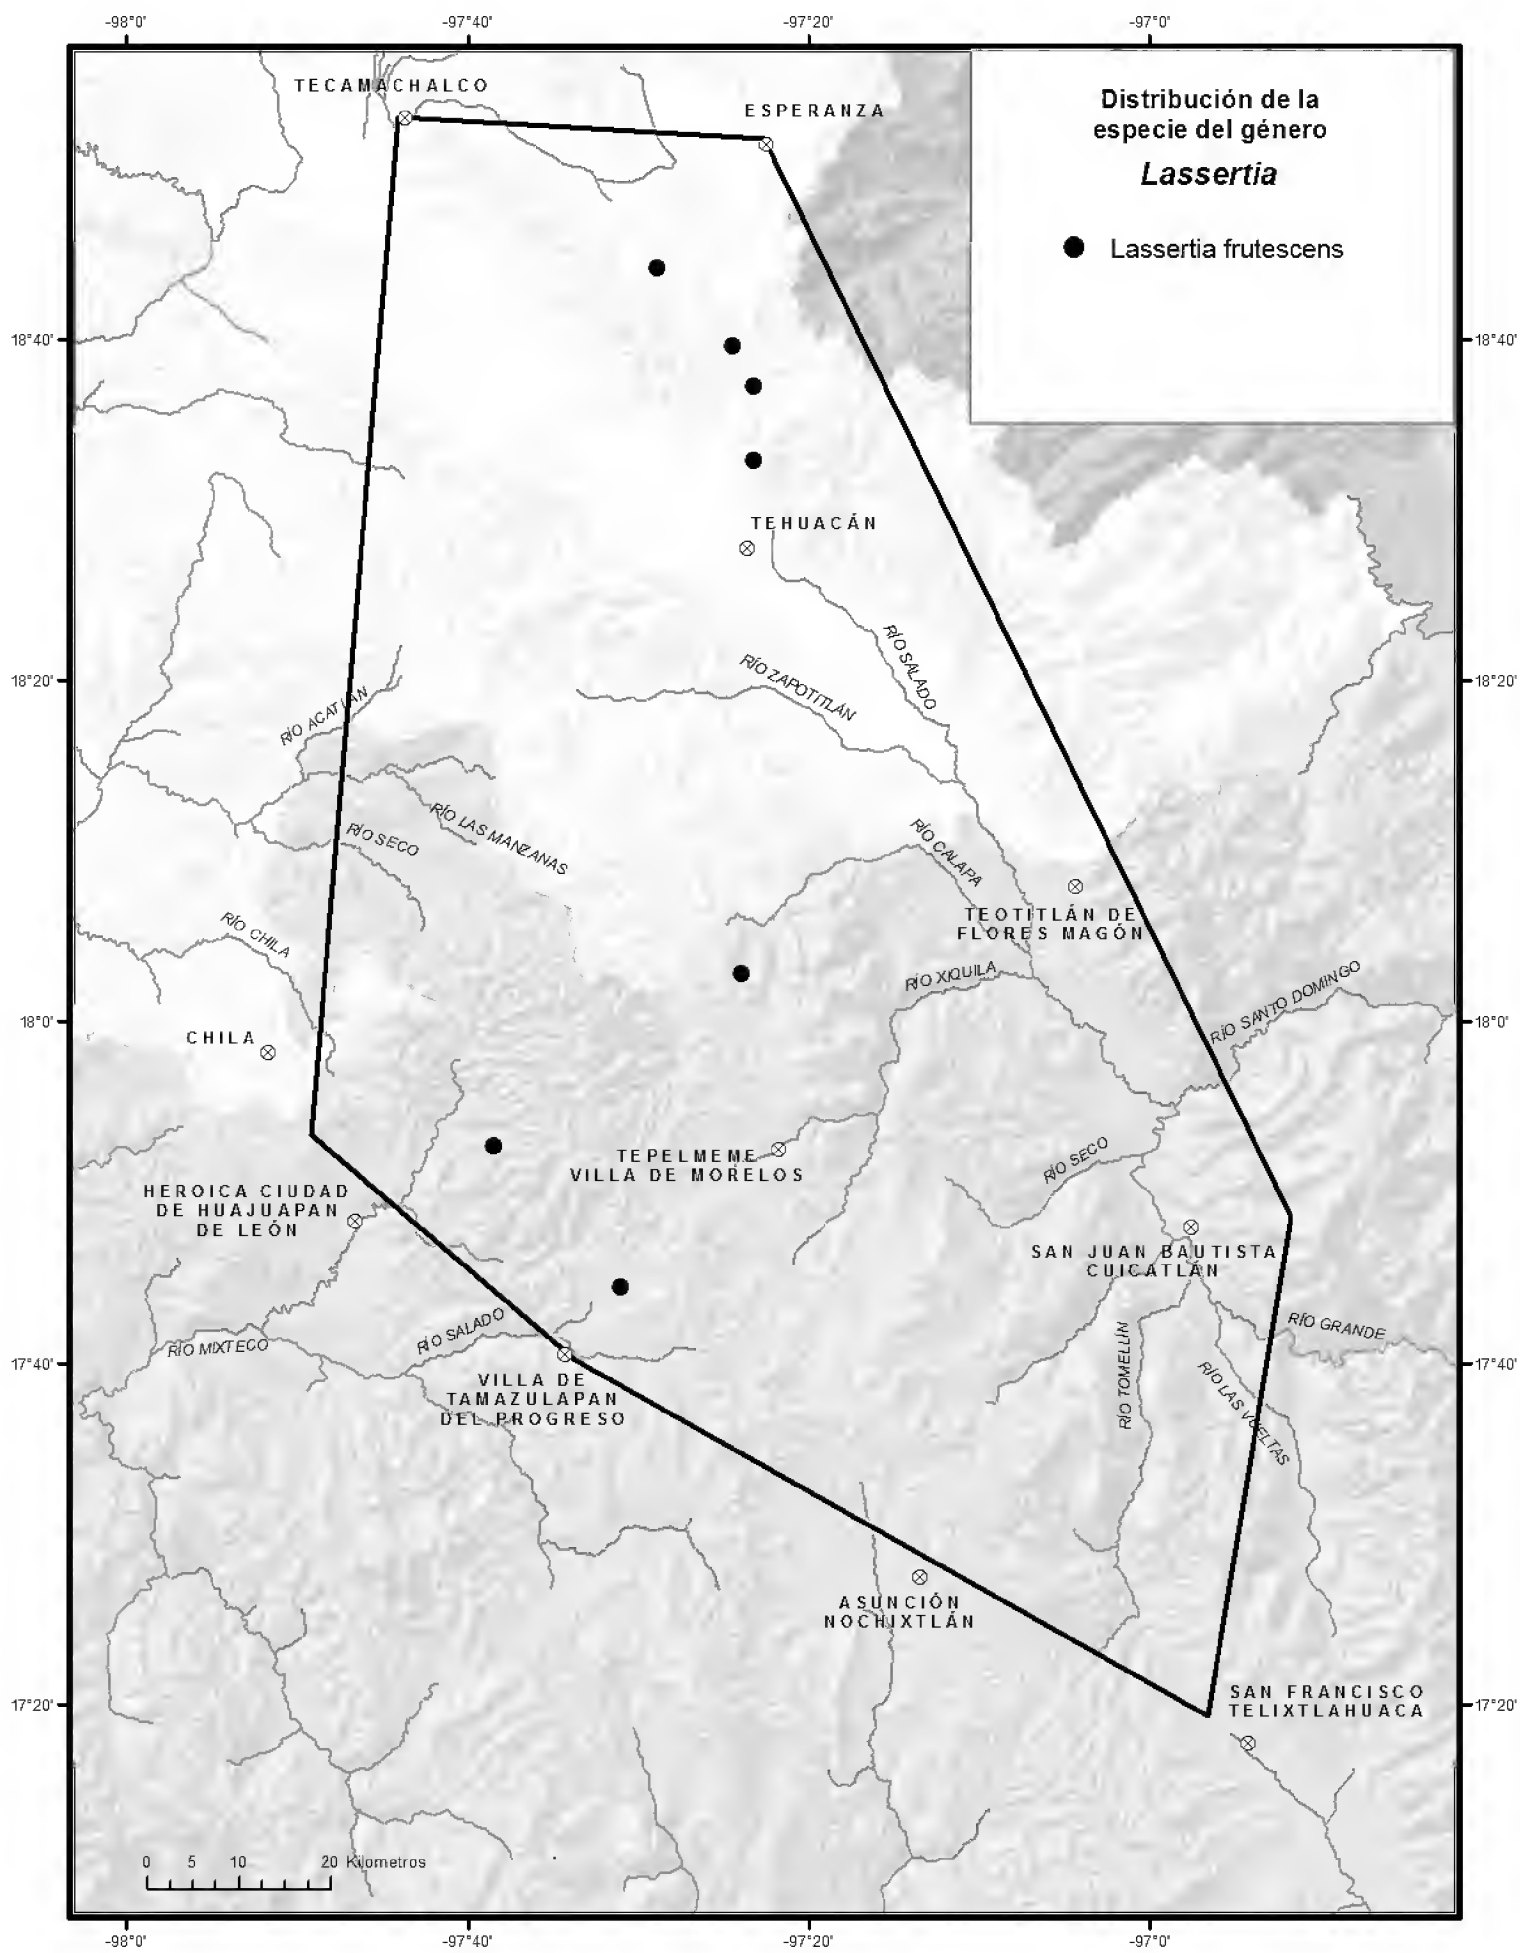 -98°0'
-97°40'
-97°20'
-97°0'
TECAMACHALCO
ESPERANZA
Distribución de la
especie del género
Lassertia
Lassertia frutescens
18°40'
18°40'
TEHUACÁN
RÍO SALADO
RÍO ZAPOTITLÁN
18°20'
18°20'
RÍO ACATLÁN
RÍO LAS MANZANAS
RÍO SECO
RÍO CALAPA
TEOTITLÁN DE
FLORES MAGÓN
RÍO CHILA
RÍO XIQUILA
RÍO SANTO DOMINGO
18°0'
18°0'
CHILA
TEPELMEME
VILLA DE MORELOS
RÍO SECO
HEROICA CIUDAD
DE HUAJUAPAN
DE LEÓN
SAN JUAN BAUTISTA
CUICATLÁN
RÍO SALADO
RÍO MIXTECO
RÍO GRANDE
17°40'
17°40'
RÍO TOMELLÍN
RÍO LAS VUELTAS
VILLA DE
TAMAZULAPAN
DEL PROGRESO
ASUNCIÓN
NOCHIXTLÁN
17°20'
17°20'
SAN FRANCISCO
TELIXTLAHUACA
0 5 10 20 Kilometros
-98°0'
-97°40'
-97°20'
-97°0'